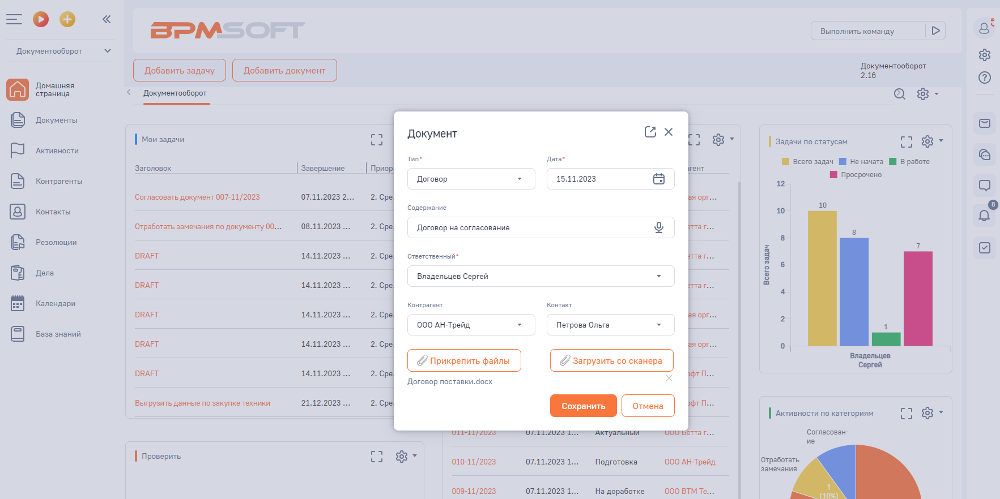 BPMSOFT
Выполнить команду
Документооборот
Добавить задачу
Добавить документ
Документооборот
2.16
Документооборот
Домашняя
страница
Документы
Активности
Контрагенты
Контакты
Резолюции
Дела
Календари
База знаний
8
Мои задачи
Заголовок Завершение Приор.
Согласовать документ 007-11/2023 07.11.2023 2... 2. Сре
Отработать замечания по документу 00... 08.11.2023 ... 2. Сре
DRAFT 14.11.2023 ... 2. Сре
DRAFT 14.11.2023 ... 2. Сре
DRAFT 14.11.2023 ... 2. Сре
DRAFT 14.11.2023 ... 2. Сре
DRAFT 14.11.2023 ... 2. Сре
Выгрузить данные по закупке техники 21.12.2023 ... 2. Сре
Проверить
Документ
Тип*
Дата*
Договор
15.11.2023
Содержание
Договор на согласование
Ответственный*
Владельцев Сергей
Контрагент
Контакт
ООО АН-Трейд
Петрова Ольга
Прикрепить файлы
Загрузить со сканера
Договор поставки.docx
Сохранить
Отмена
агент
ая орг...
етта г...
етта г...
етта г...
ая орг...
ая орг...
офт П...
офт П...
011-11/2023 07.11.2023 1... Актуальный ООО Бетта г...
010-11/2023 07.11.2023 1... Подготовка ООО АН-Трейд
009-11/2023 07.11.2023 1... На доработке ООО ВТМ Те...
Задачи по статусам
Всего задач Не начата В работе
Просрочено
12
10
8
6
4
2
0
Всего задач
10
8
1
7
Владельцев
Сергей
Активности по категориям
Согласован-
ие
Отработать
замечания
1
(10%)